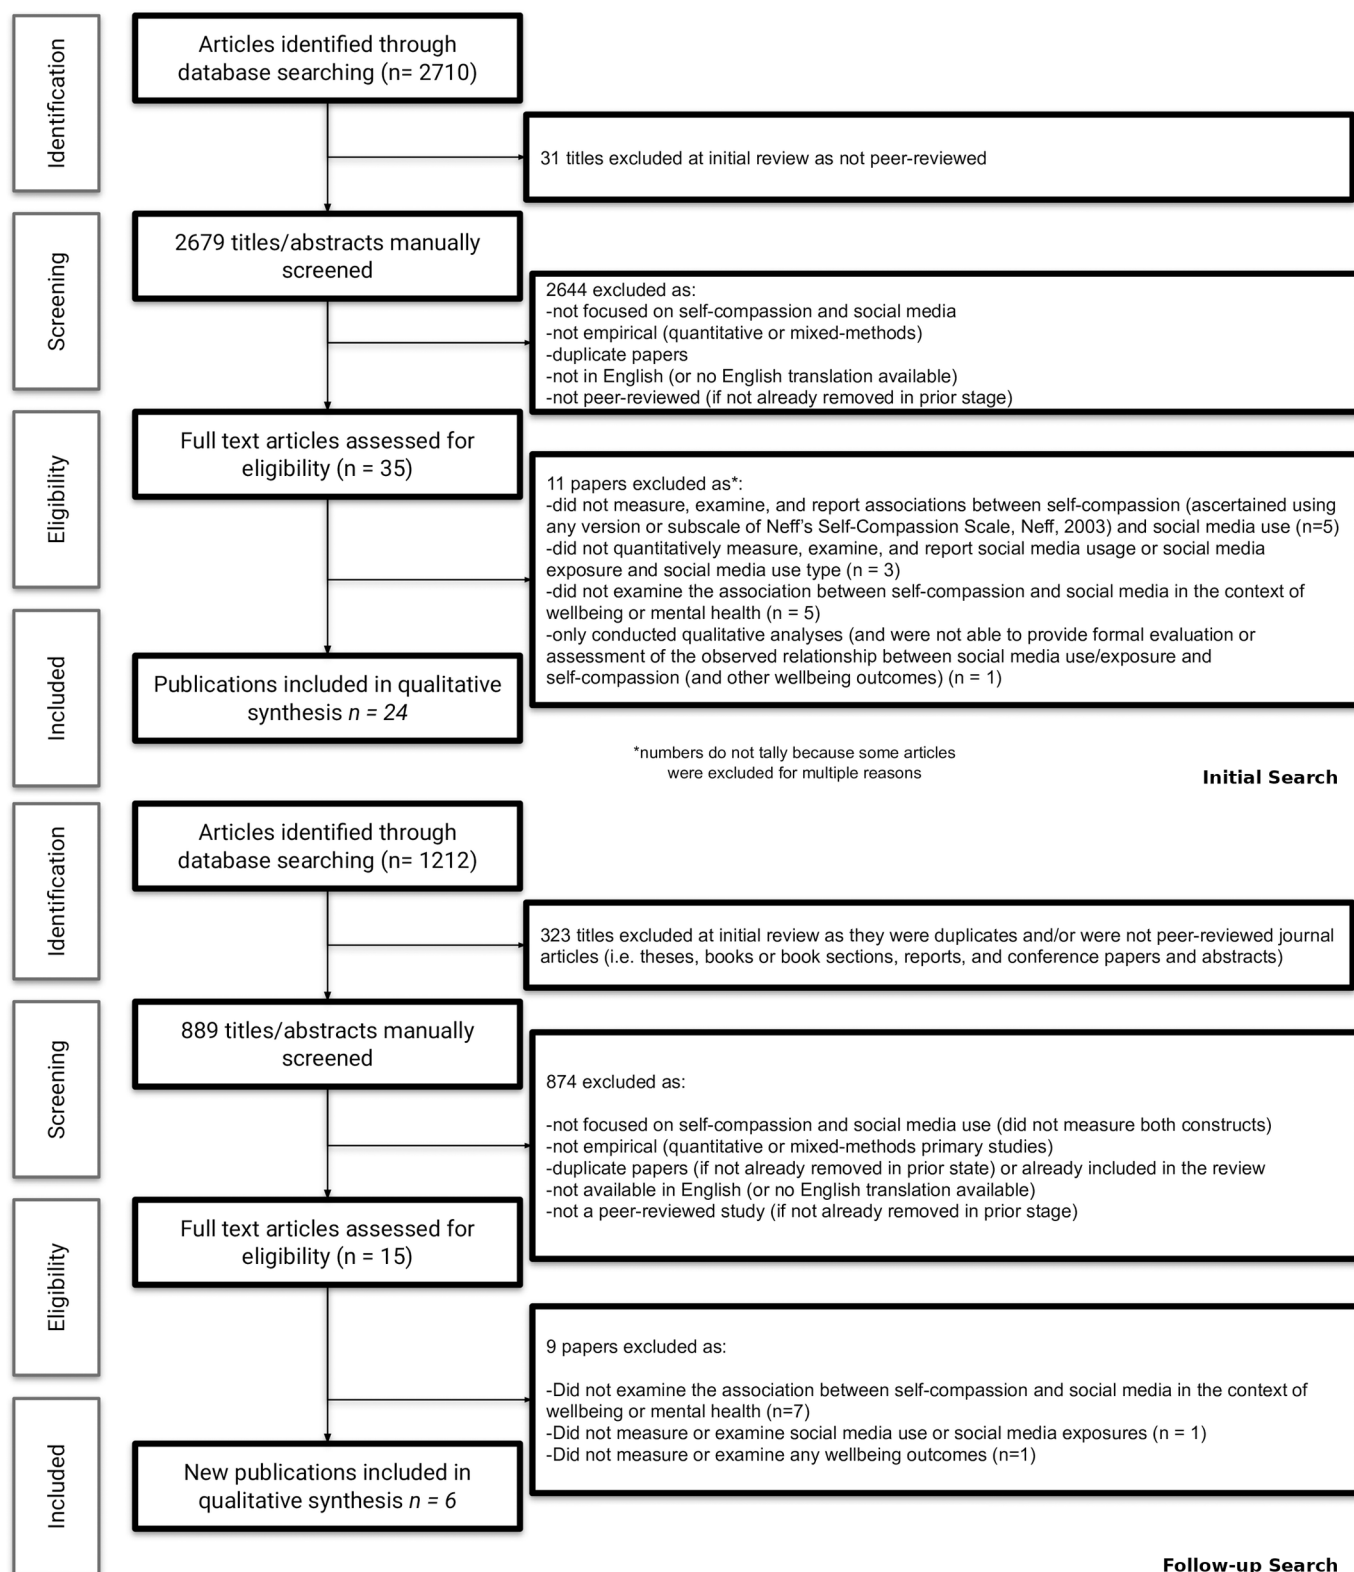 Identification
Articles identified through
database searching (n= 2710)
31 titles excluded at initial review as not peer-reviewed
Screening
2679 titles/abstracts manually
screened
2644 excluded as:
-not focused on self-compassion and social media
-not empirical (quantitative or mixed-methods)
-duplicate papers
-not in English (or no English translation available)
-not peer-reviewed (if not already removed in prior stage)
Eligibility
Full text articles assessed for
eligibility (n = 35)
11 papers excluded as*:
-did not measure, examine, and report associations between self-compassion (ascertained using
any version or subscale of Neff's Self-Compassion Scale, Neff, 2003) and social media use (n=5)
-did not quantitatively measure, examine, and report social media usage or social media
exposure and social media use type (n = 3)
-did not examine the association between self-compassion and social media in the context of
wellbeing or mental health (n = 5)
-only conducted qualitative analyses (and were not able to provide formal evaluation or
assessment of the observed relationship between social media use/exposure and
self-compassion (and other wellbeing outcomes) (n = 1)
Included
Publications included in qualitative
synthesis n = 24
*numbers do not tally because some articles
were excluded for multiple reasons
Initial Search
Identification
Articles identified through
database searching (n= 1212)
323 titles excluded at initial review as they were duplicates and/or were not peer-reviewed journal
articles (i.e. theses, books or book sections, reports, and conference papers and abstracts)
Screening
889 titles/abstracts manually
screened
874 excluded as:
-not focused on self-compassion and social media use (did not measure both constructs)
-not empirical (quantitative or mixed-methods primary studies)
-duplicate papers (if not already removed in prior state) or already included in the review
-not available in English (or no English translation available)
-not a peer-reviewed study (if not already removed in prior stage)
Eligibility
Full text articles assessed for
eligibility (n = 15)
9 papers excluded as:
-Did not examine the association between self-compassion and social media in the context of
wellbeing or mental health (n=7)
-Did not measure or examine social media use or social media exposures (n = 1)
-Did not measure or examine any wellbeing outcomes (n=1)
Included
New publications included in
qualitative synthesis n = 6
Follow-up Search